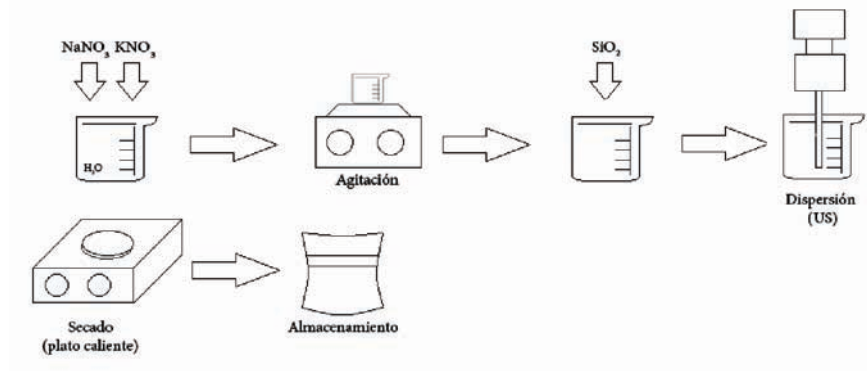 NaNO₃ KNO₃
H₂O
Agitación
SiO₂
Dispersión
(US)
Secado
(plato caliente)
Almacenamiento